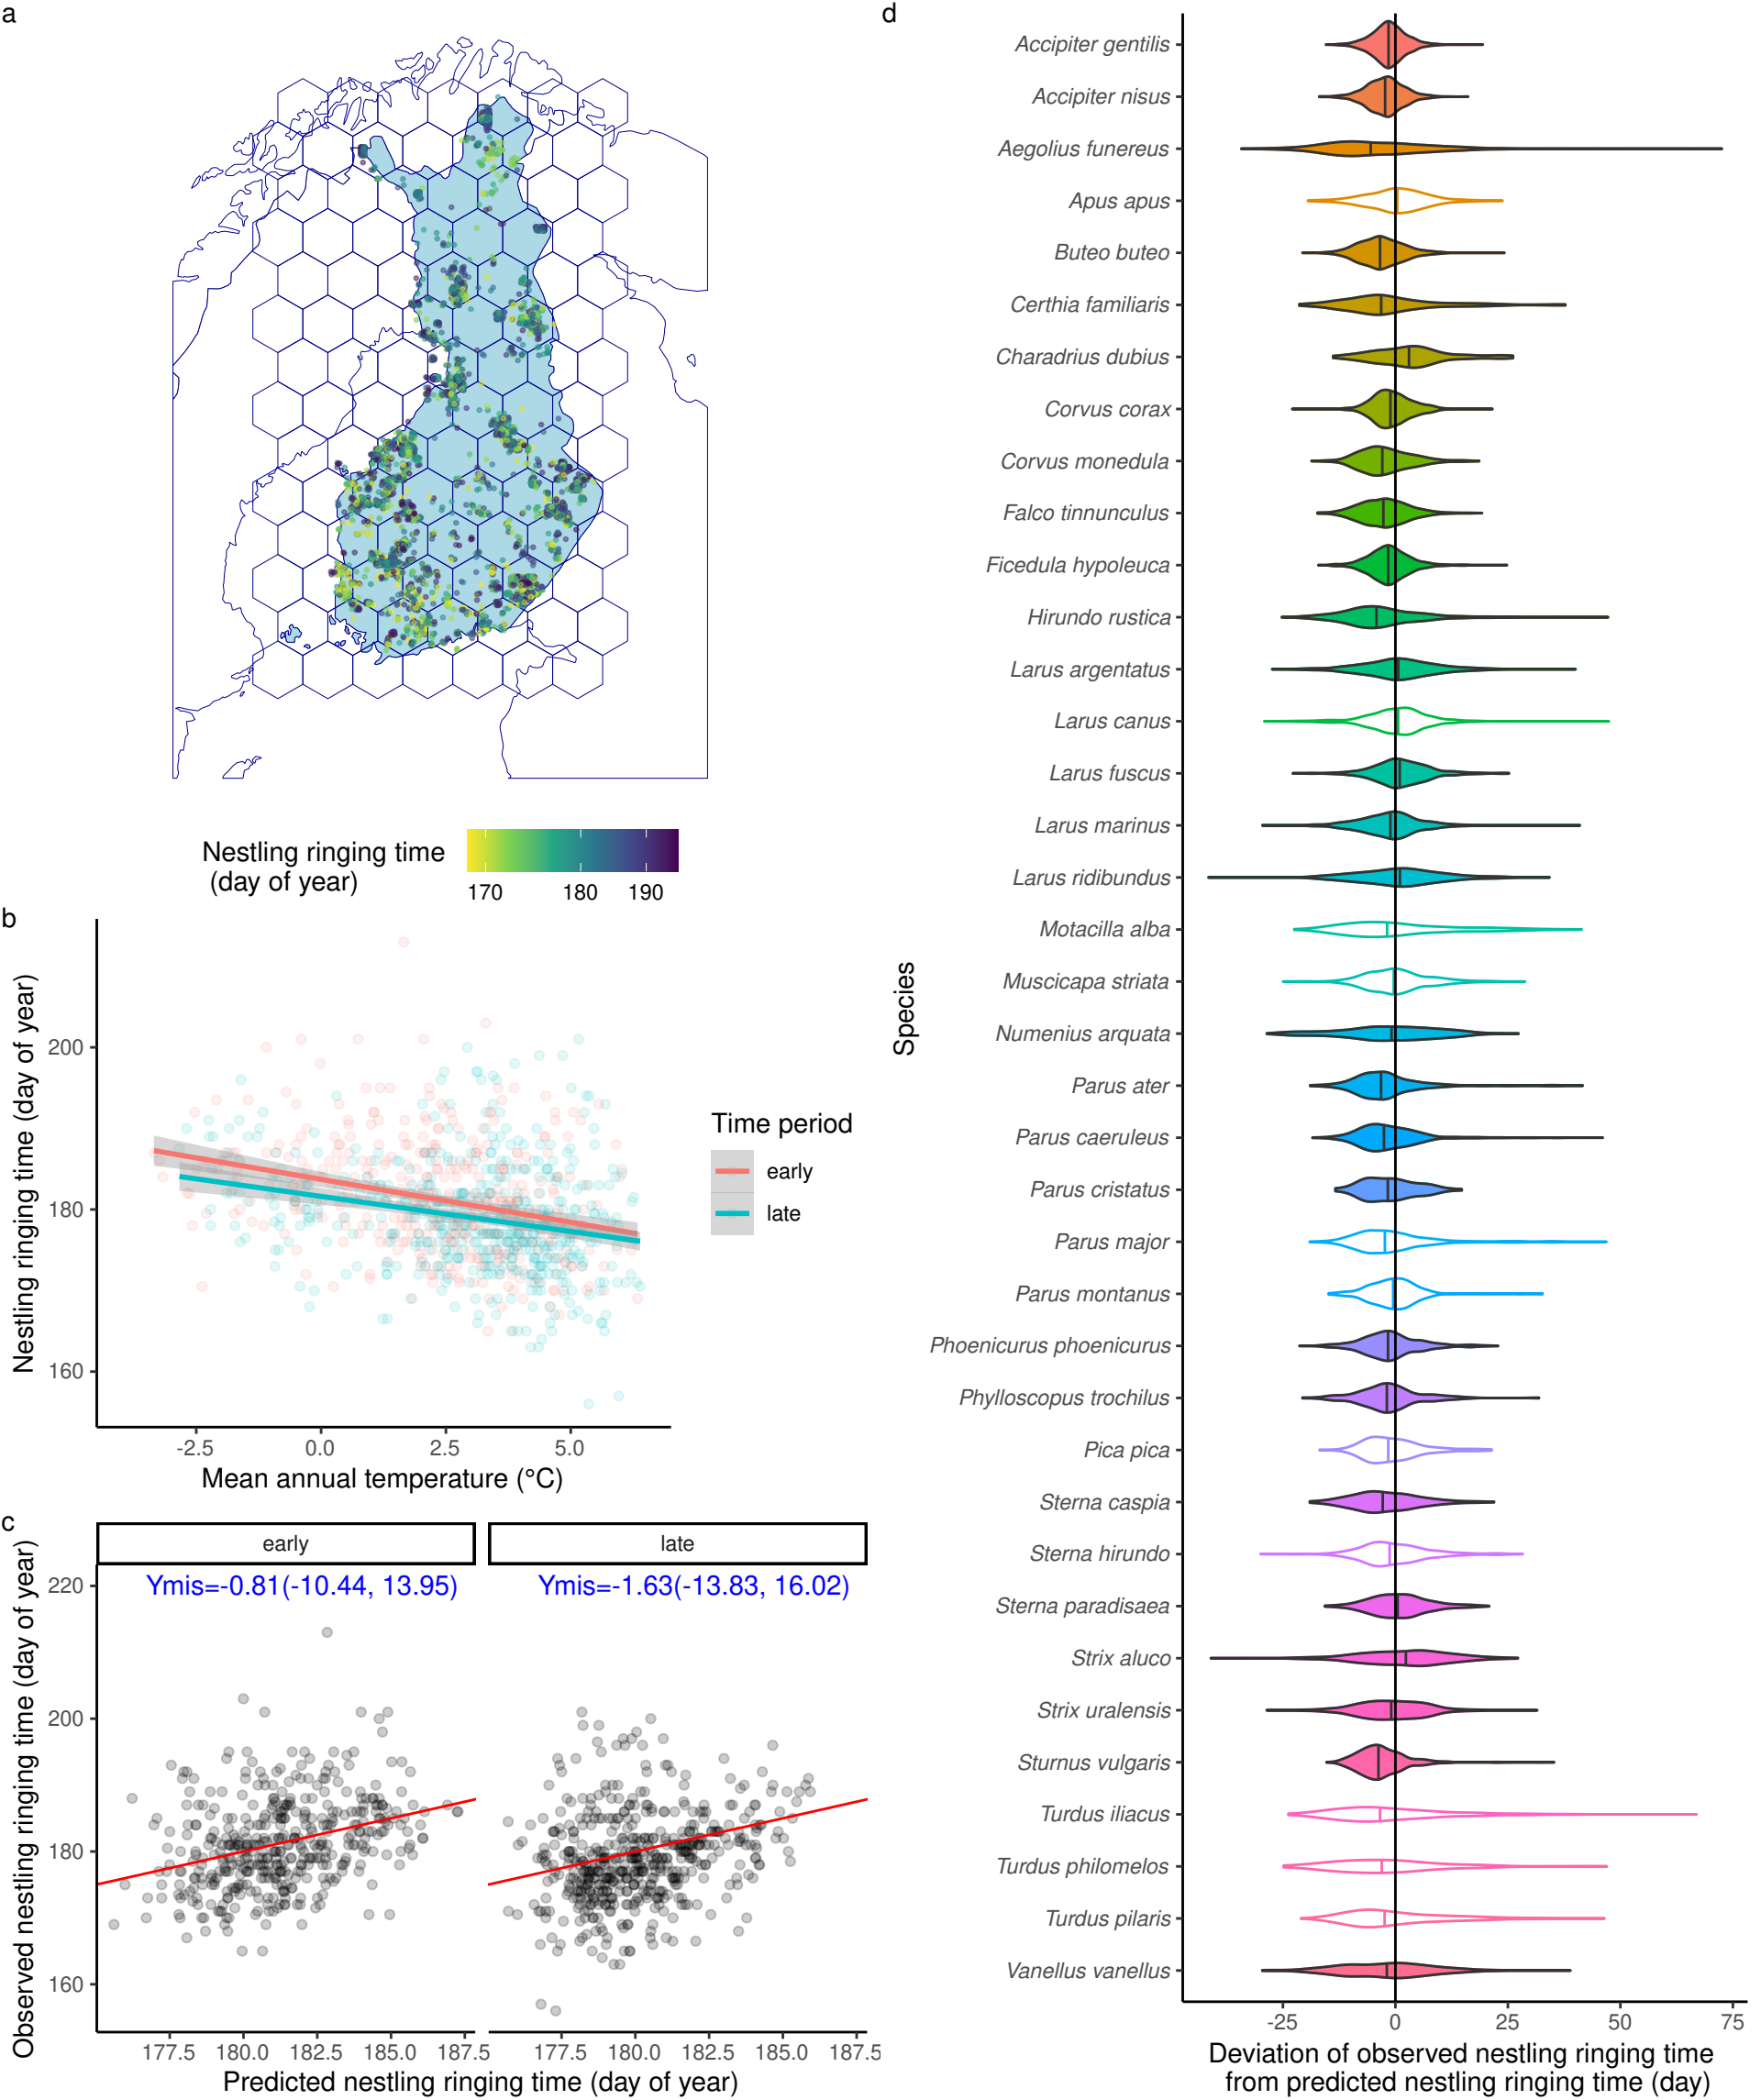 a
Nestling ringing time
(day of year)
170
180
190
b
Nestling ringing time (day of year)
200
180
160
-2.5
0.0
2.5
5.0
Mean annual temperature (°C)
Time period
early
late
c
early
late
Ymis=-0.81(-10.44, 13.95)
Ymis=-1.63(-13.83, 16.02)
Observed nestling ringing time (day of year)
220
200
180
160
177.5
180.0
182.5
185.0
187.5
177.5
180.0
182.5
185.0
187.5
Predicted nestling ringing time (day of year)
d
Species
Accipiter gentilis
Accipiter nisus
Aegolius funereus
Apus apus
Buteo buteo
Certhia familiaris
Charadrius dubius
Corvus corax
Corvus monedula
Falco tinnunculus
Ficedula hypoleuca
Hirundo rustica
Larus argentatus
Larus canus
Larus fuscus
Larus marinus
Larus ridibundus
Motacilla alba
Muscicapa striata
Numenius arquata
Parus ater
Parus caeruleus
Parus cristatus
Parus major
Parus montanus
Phoenicurus phoenicurus
Phylloscopus trochilus
Pica pica
Sterna caspia
Sterna hirundo
Sterna paradisaea
Strix aluco
Strix uralensis
Sturnus vulgaris
Turdus iliacus
Turdus philomelos
Turdus pilaris
Vanellus vanellus
-25
0
25
50
75
Deviation of observed nestling ringing time
from predicted nestling ringing time (day)